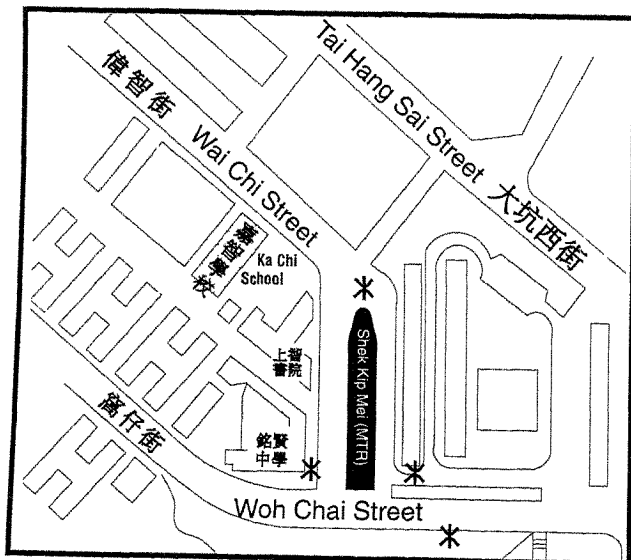 Tai Hang Sai Street 大坑西街
偉智街 Wai Chi Street
嘉智學校
Ka Chi
School
Shek Kip Mei (MTR)
上智
書院
銘賢
中學
窩仔街
Woh Chai Street